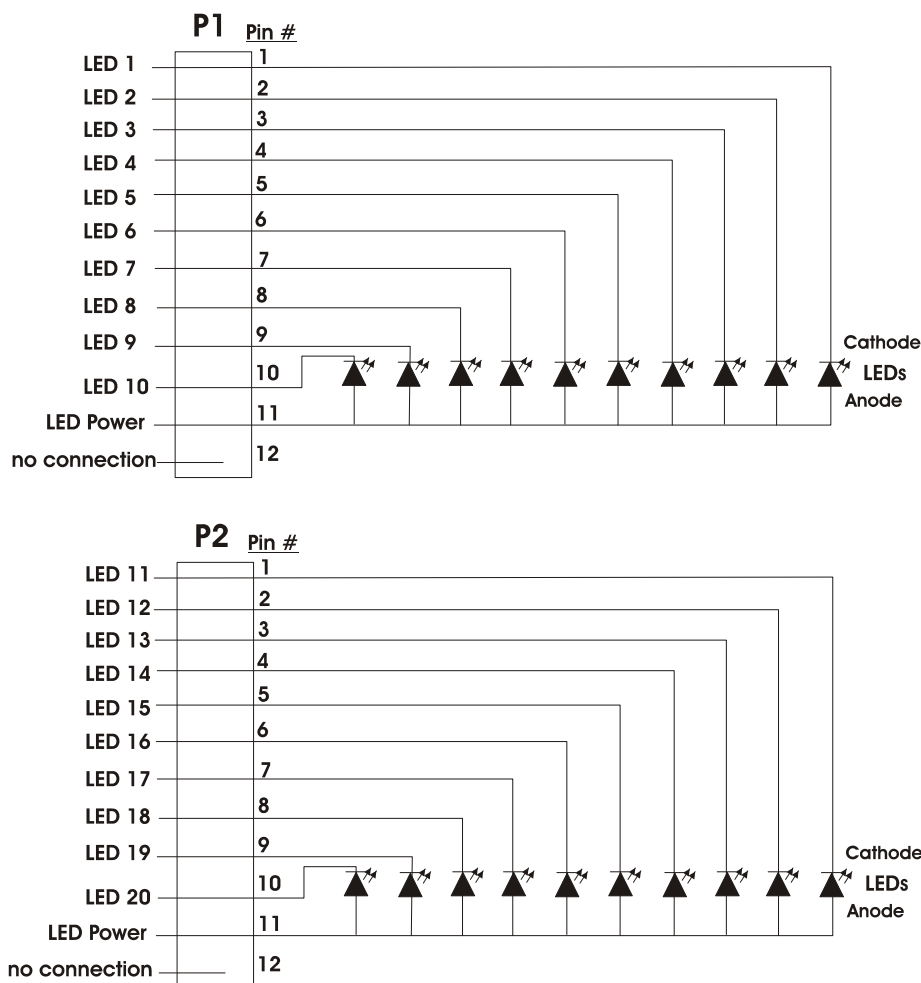 P1 Pin #
LED 1 1
LED 2 2
LED 3 3
LED 4 4
LED 5 5
LED 6 6
LED 7 7
LED 8 8
LED 9 9
Cathode
LED 10 10 LEDs
Anode
LED Power 11
no connection 12
P2 Pin #
LED 11 1
LED 12 2
LED 13 3
LED 14 4
LED 15 5
LED 16 6
LED 17 7
LED 18 8
LED 19 9 Cathode
LED 20 10 LEDs
Anode
LED Power 11
no connection 12